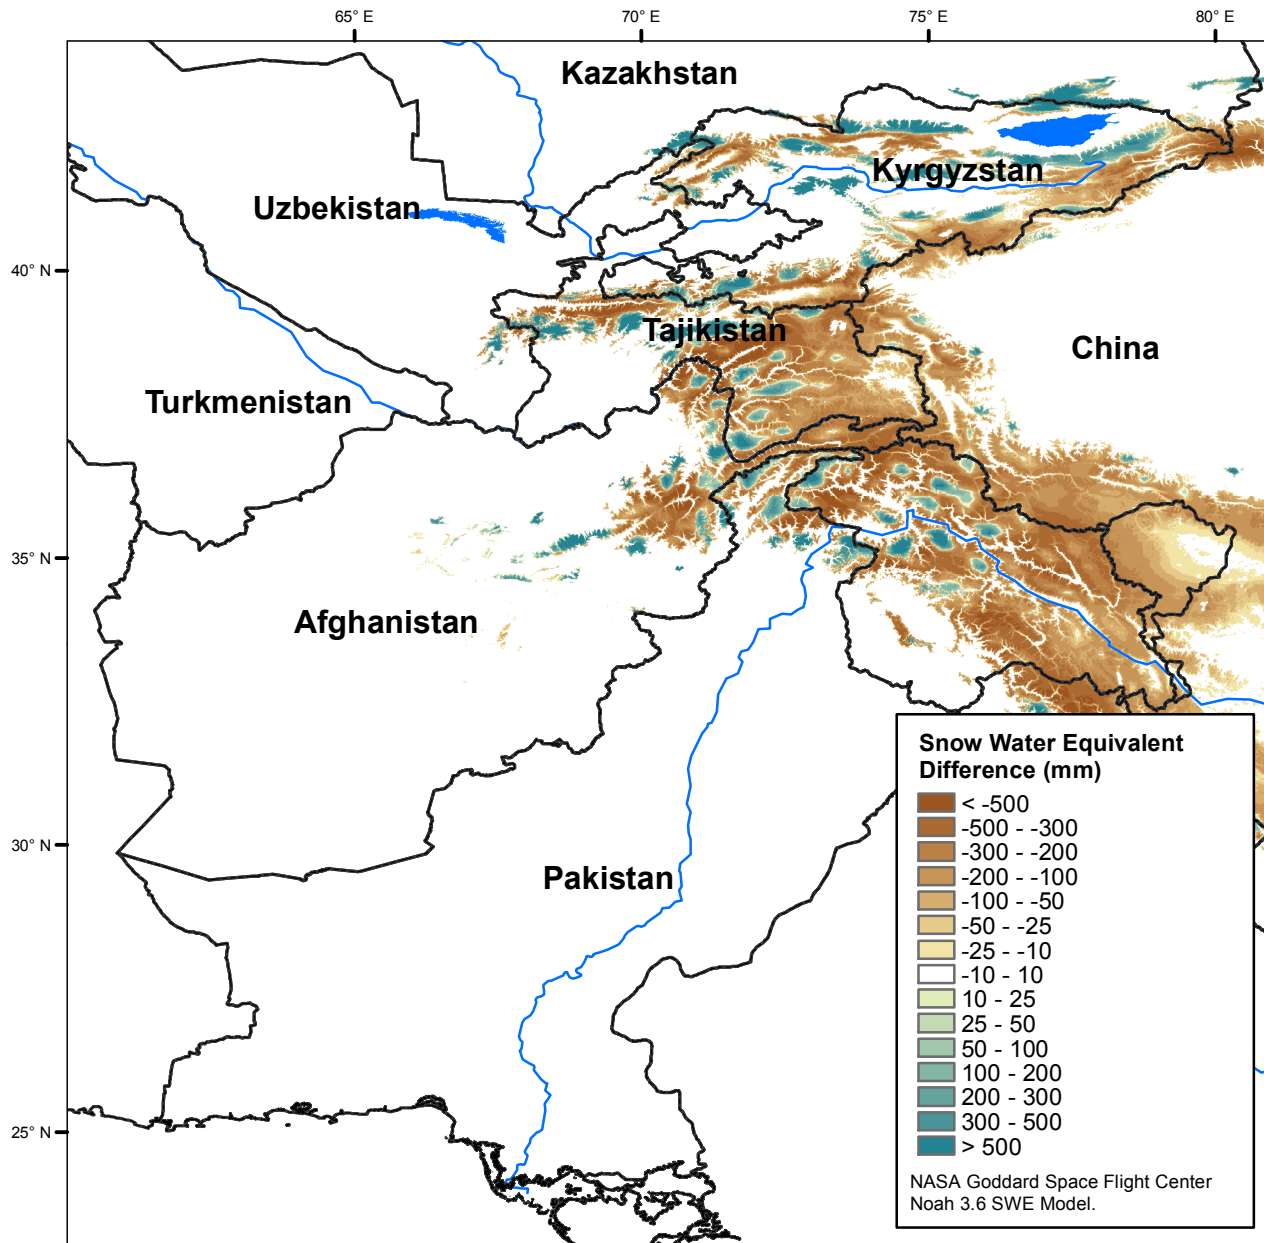 65° E
70° E
75° E
80° E
Kazakhstan
Kyrgyzstan
Uzbekistan
40° N
Tajikistan
China
Turkmenistan
35° N
Afghanistan
Snow Water Equivalent
Difference (mm)
< -500
-500 - -300
-300 - -200
-200 - -100
-100 - -50
-50 - -25
-25 - -10
-10 - 10
10 - 25
25 - 50
50 - 100
100 - 200
200 - 300
300 - 500
> 500
NASA Goddard Space Flight Center
Noah 3.6 SWE Model.
30° N
Pakistan
25° N